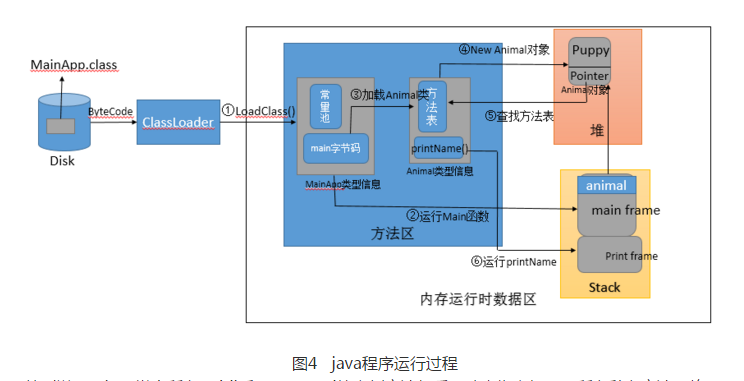 MainApp.class
ByteCode
Disk
ClassLoader
①LoadClass()
常量池
main字节码
MainApp类型信息
③加载Animal类
方法表
printName()
Animal类型信息
方法区
④New Animal对象
Puppy
Pointer
Animal对象
⑤查找方法表
堆
②运行Main函数
animal
main frame
Print frame
⑥运行printName
Stack
内存运行时数据区
图4 java程序运行过程